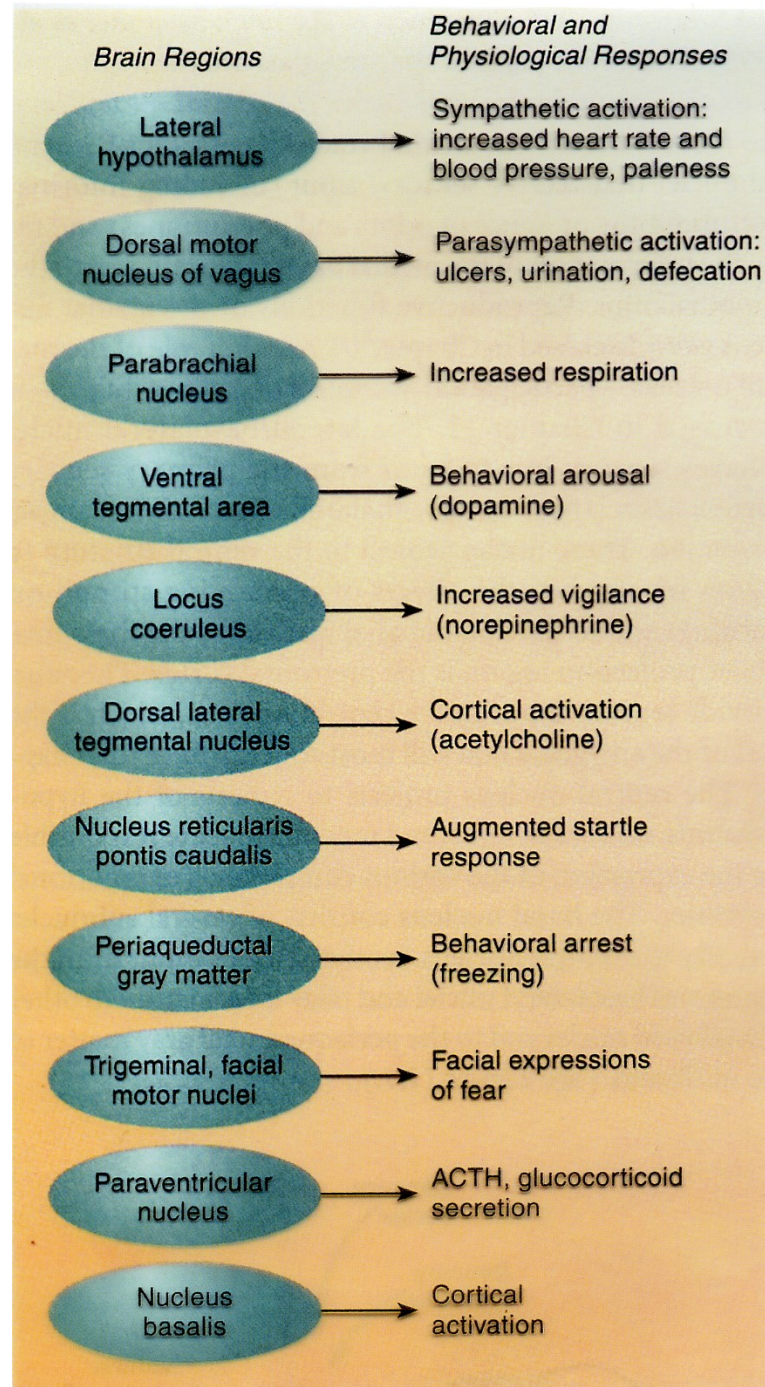 Brain Regions
Behavioral and
Physiological Responses
Lateral
hypothalamus
Sympathetic activation:
increased heart rate and
blood pressure, paleness
Dorsal motor
nucleus of vagus
Parasympathetic activation:
ulcers, urination, defecation
Parabrachial
nucleus
Increased respiration
Ventral
tegmental area
Behavioral arousal
(dopamine)
Locus
coeruleus
Increased vigilance
(norepinephrine)
Dorsal lateral
tegmental nucleus
Cortical activation
(acetylcholine)
Nucleus reticularis
pontis caudalis
Augmented startle
response
Periaqueductal
gray matter
Behavioral arrest
(freezing)
Trigeminal, facial
motor nuclei
Facial expressions
of fear
Paraventricular
nucleus
ACTH, glucocorticoid
secretion
Nucleus
basalis
Cortical
activation